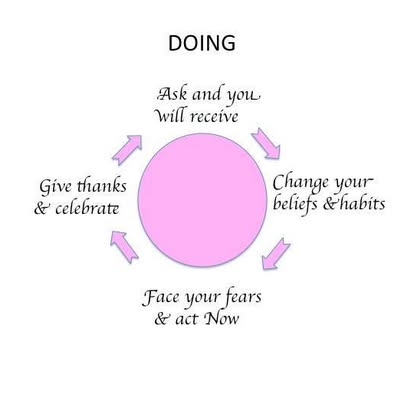 DOING
Ask and you
will receive
Change your
beliefs & habits
Face your fears
& act Now
Give thanks
& celebrate